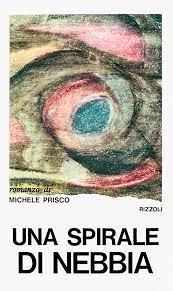 romanzo di
MICHELE PRISCO
RIZZOLI
UNA SPIRALE
DI NEBBIA